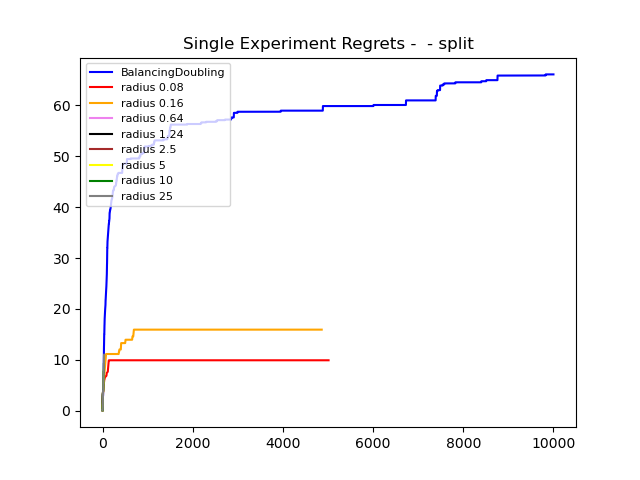 Single Experiment Regrets -  - split
BalancingDoubling
radius 0.08
radius 0.16
radius 0.64
radius 1.24
radius 2.5
radius 5
radius 10
radius 25
60
50
40
30
20
10
0
0 2000 4000 6000 8000 10000